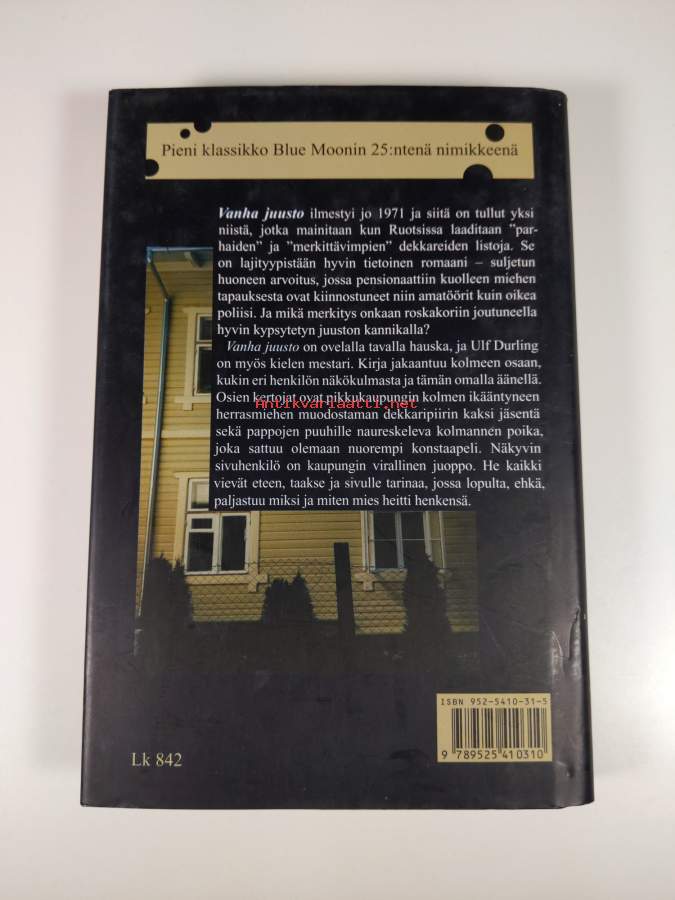 Pieni klassikko Blue Moonin 25:ntenä nimikkeenä
Vanha juusto ilmestyi jo 1971 ja siitä on tullut yksi
niistä, jotka mainitaan kun Ruotsissa laaditaan ”par-
haiden” ja ”merkittävimpien” dekkareiden listoja. Se
on lajityypistään hyvin tietoinen romaani – suljetun
huoneen arvoitus, jossa pensionaattiin kuolleen miehen
tapauksesta ovat kiinnostuneet niin amatöörit kuin oikea
poliisi. Ja mikä merkitys onkaan roskakoriin joutuneella
hyvin kypsytetyn juuston kannikalla?
Vanha juusto on ovelalla tavalla hauska, ja Ulf Durling
on myös kielen mestari. Kirja jakaantuu kolmeen osaan,
kukin eri henkilön näkökulmasta ja tämän omalla äänellä.
Osien kertojat ovat pikkukaupungin kolmen ikääntyneen
Antikvariaatti.net
herrasmiehen muodostaman dekkaripiirin kaksi jäsentä
sekä pappojen puuhille naureskeleva kolmannen poika,
joka sattuu olemaan nuorempi konstaapeli. Näkyvin
sivuhenkilö on kaupungin virallinen juoppo. He kaikki
vievät eteen, taakse ja sivulle tarinaa, jossa lopulta, ehkä,
paljastuu miksi ja miten mies heitti henkensä.
ISBN 952-5410-31-5
9 789525 410310
Lk 842